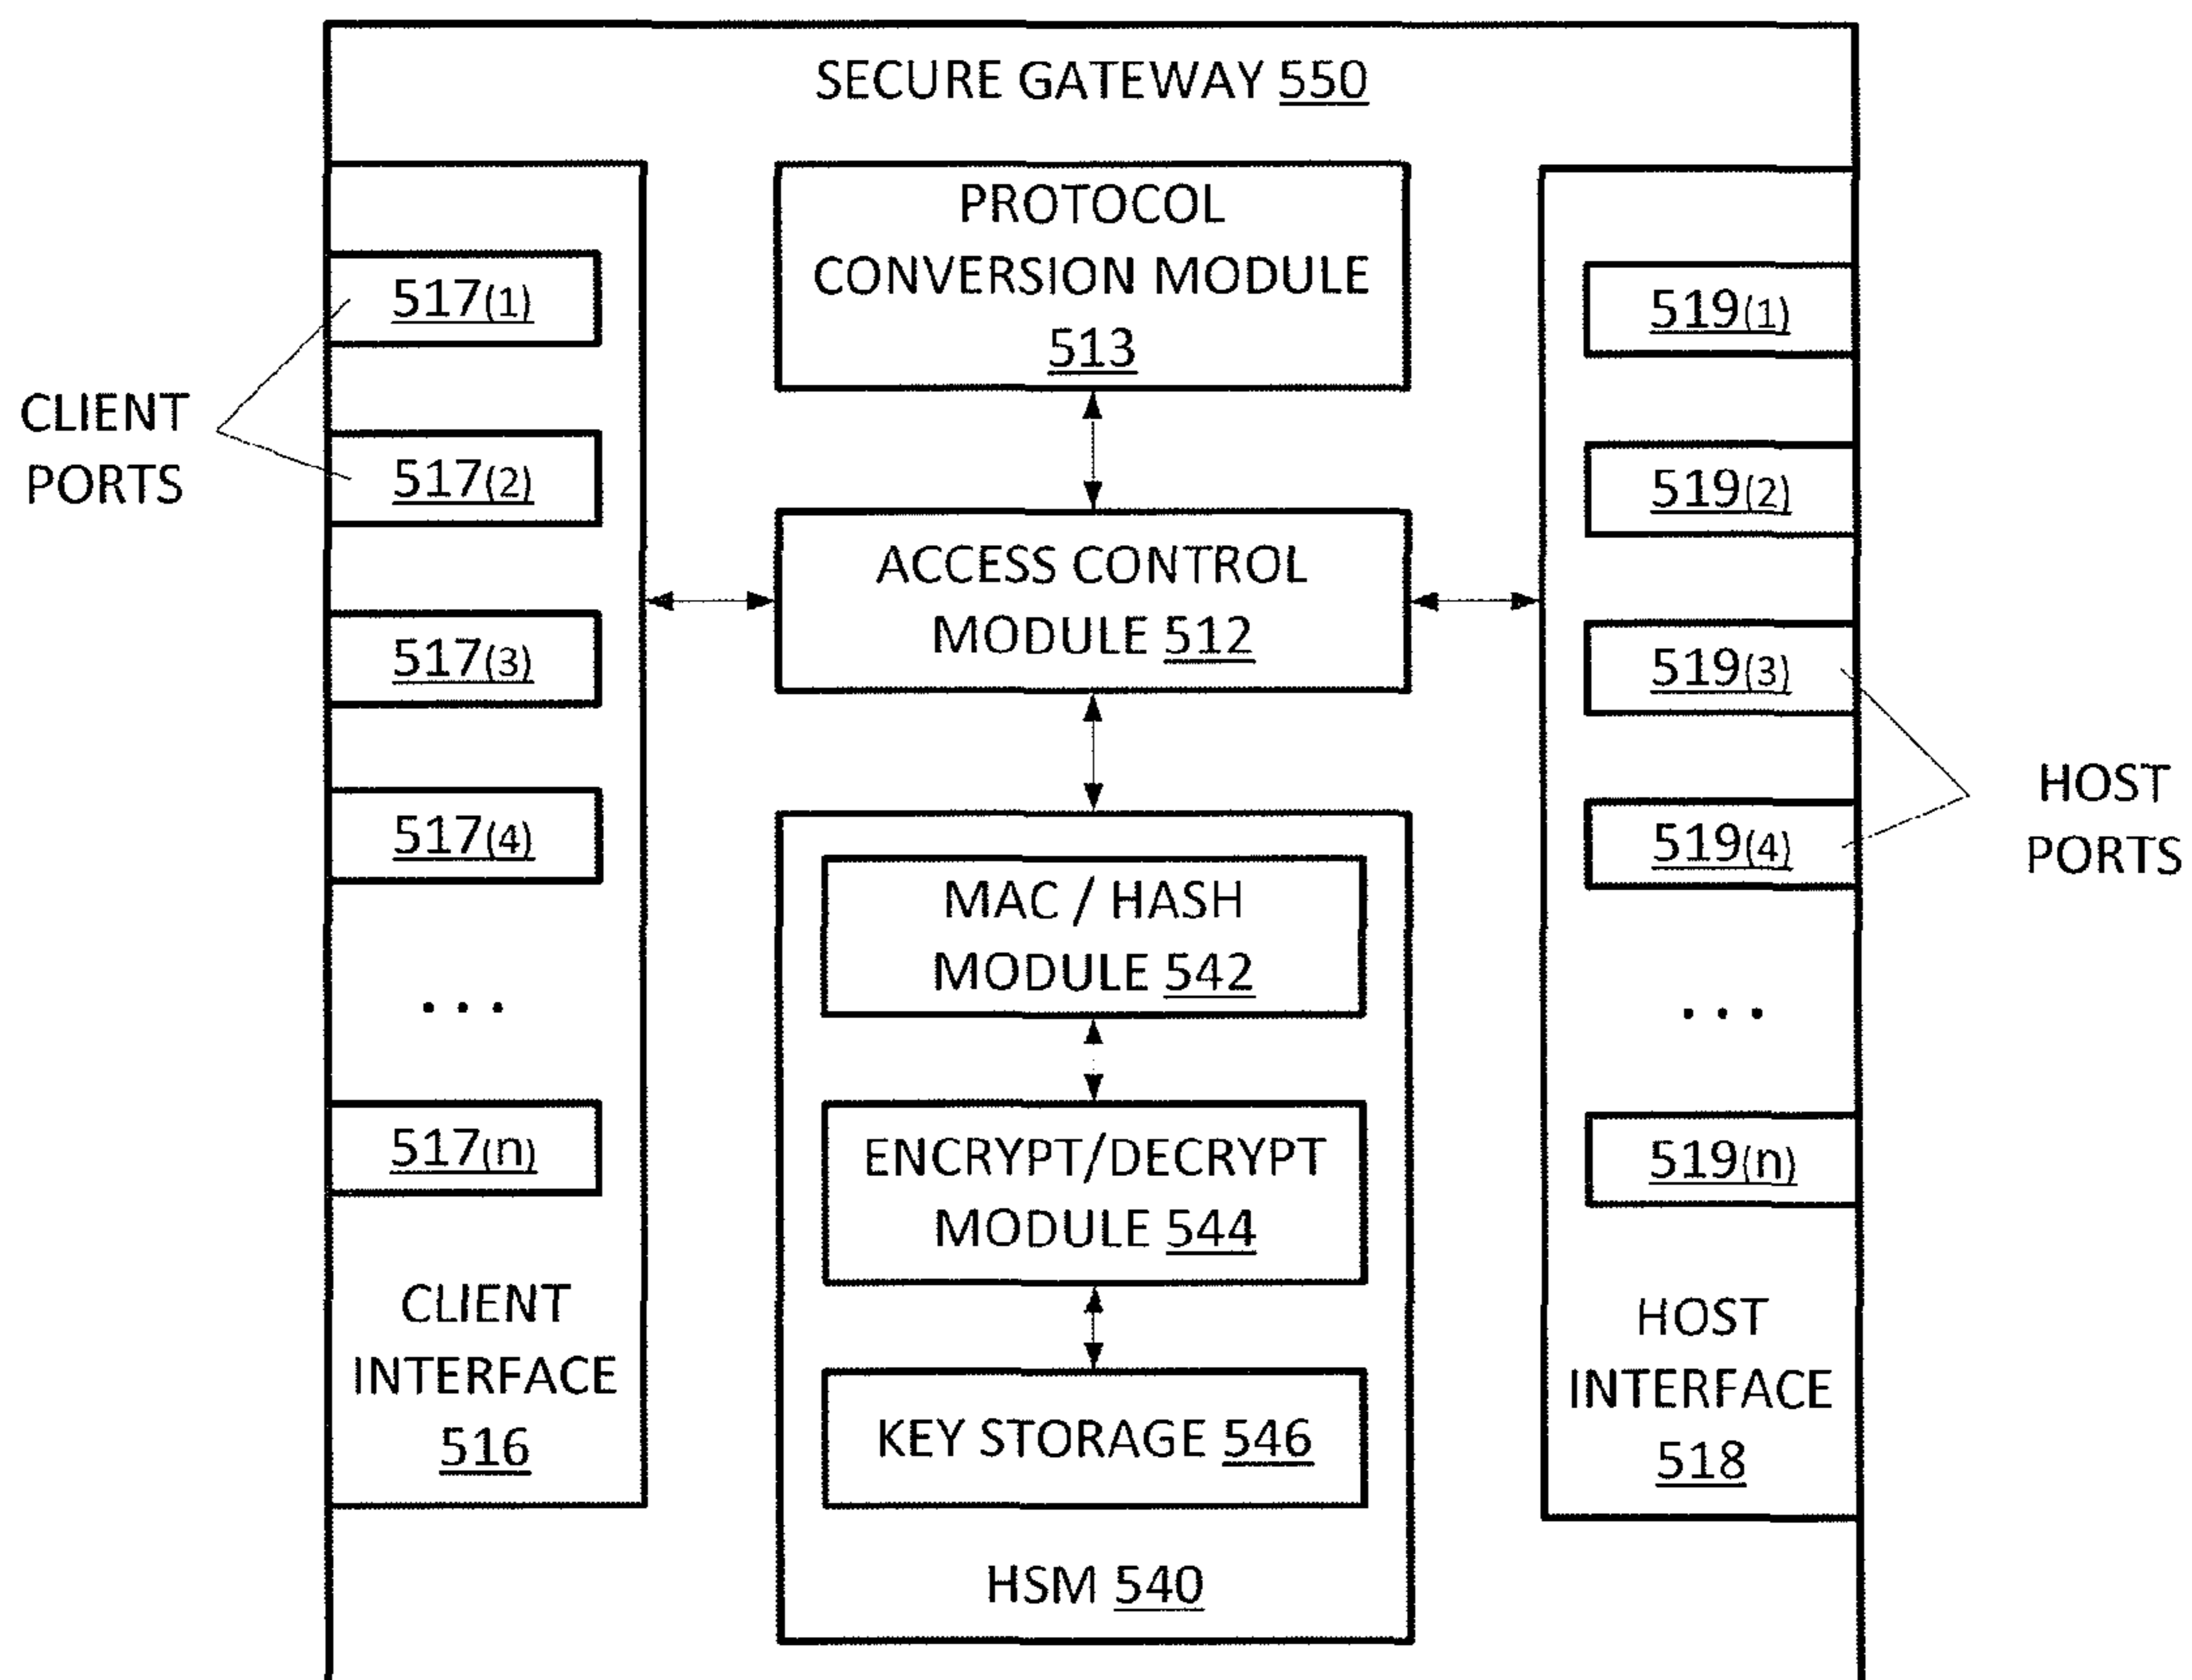 SECURE GATEWAY 550
CLIENT
PORTS
517(1)
517(2)
517(3)
517(4)
...
517(n)
CLIENT
INTERFACE
516
PROTOCOL
CONVERSION MODULE
513
ACCESS CONTROL
MODULE 512
MAC / HASH
MODULE 542
ENCRYPT/DECRYPT
MODULE 544
KEY STORAGE 546
HSM 540
519(1)
519(2)
519(3)
519(4)
...
519(n)
HOST
INTERFACE
518
HOST
PORTS